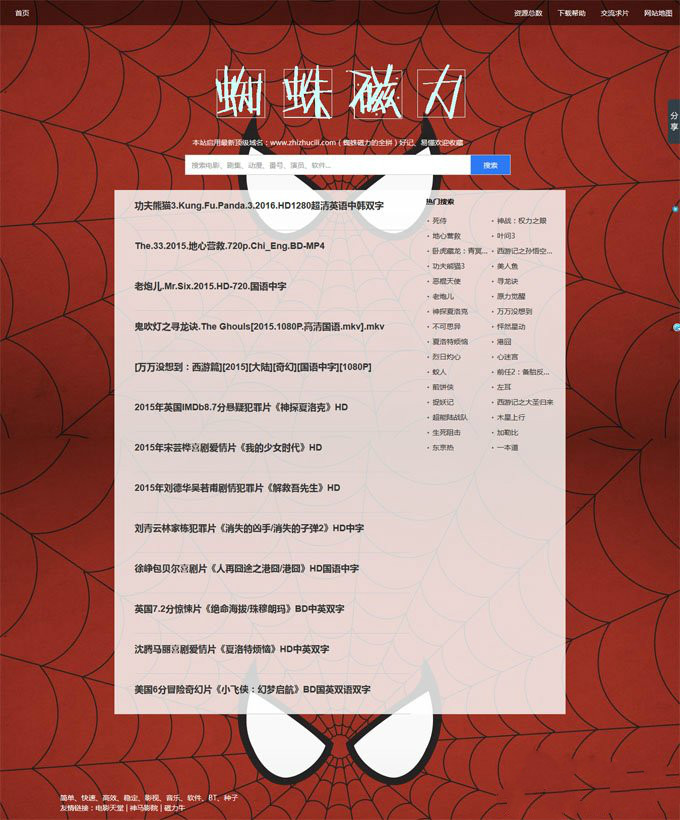 首页 资源总数 下载帮助 交流求片 网站地图
蜘蛛磁力
分享
本站启用最新顶级域名：www.zhizhucili.com（蜘蛛磁力的全拼）好记、易懂欢迎收藏
搜索电影、剧集、动漫、番号、演员、软件... 搜索
功夫熊猫3.Kung.Fu.Panda.3.2016.HD1280超清英语中韩双字
The.33.2015.地心营救.720p.Chi_Eng.BD-MP4
老炮儿.Mr.Six.2015.HD-720.国语中字
鬼吹灯之寻龙诀.The Ghouls[2015.1080P.高清国语.mkv].mkv
[万万没想到：西游篇][2015][大陆][奇幻][国语中字][1080P]
2015年英国IMDb8.7分悬疑犯罪片《神探夏洛克》HD
2015年宋芸桦喜剧爱情片《我的少女时代》HD
2015年刘德华吴若甫剧情犯罪片《解救吾先生》HD
刘青云林家栋犯罪片《消失的凶手/消失的子弹2》HD中字
徐峥包贝尔喜剧片《人再囧途之港囧/港囧》HD国语中字
英国7.2分惊悚片《绝命海拔/珠穆朗玛》BD中英双字
沈腾马丽喜剧爱情片《夏洛特烦恼》HD中英双字
美国6分冒险奇幻片《小飞侠：幻梦启航》BD国英双语双字
热门搜索
死侍 神战：权力之眼
地心营救 叶问3
卧虎藏龙：青冥... 西游记之孙悟空...
功夫熊猫3 美人鱼
恶棍天使 寻龙诀
老炮儿 原力觉醒
神探夏洛克 万万没想到
不可思异 怦然星动
夏洛特烦恼 港囧
烈日灼心 心迷宫
蚁人 前任2：备胎反...
煎饼侠 左耳
捉妖记 西游记之大圣归来
超能陆战队 木星上行
生死阻击 加勒比
东京热 一本道
简单、快速、高效、稳定、影视、音乐、软件、BT、种子
友情链接：电影天堂 | 神马影院 | 磁力牛